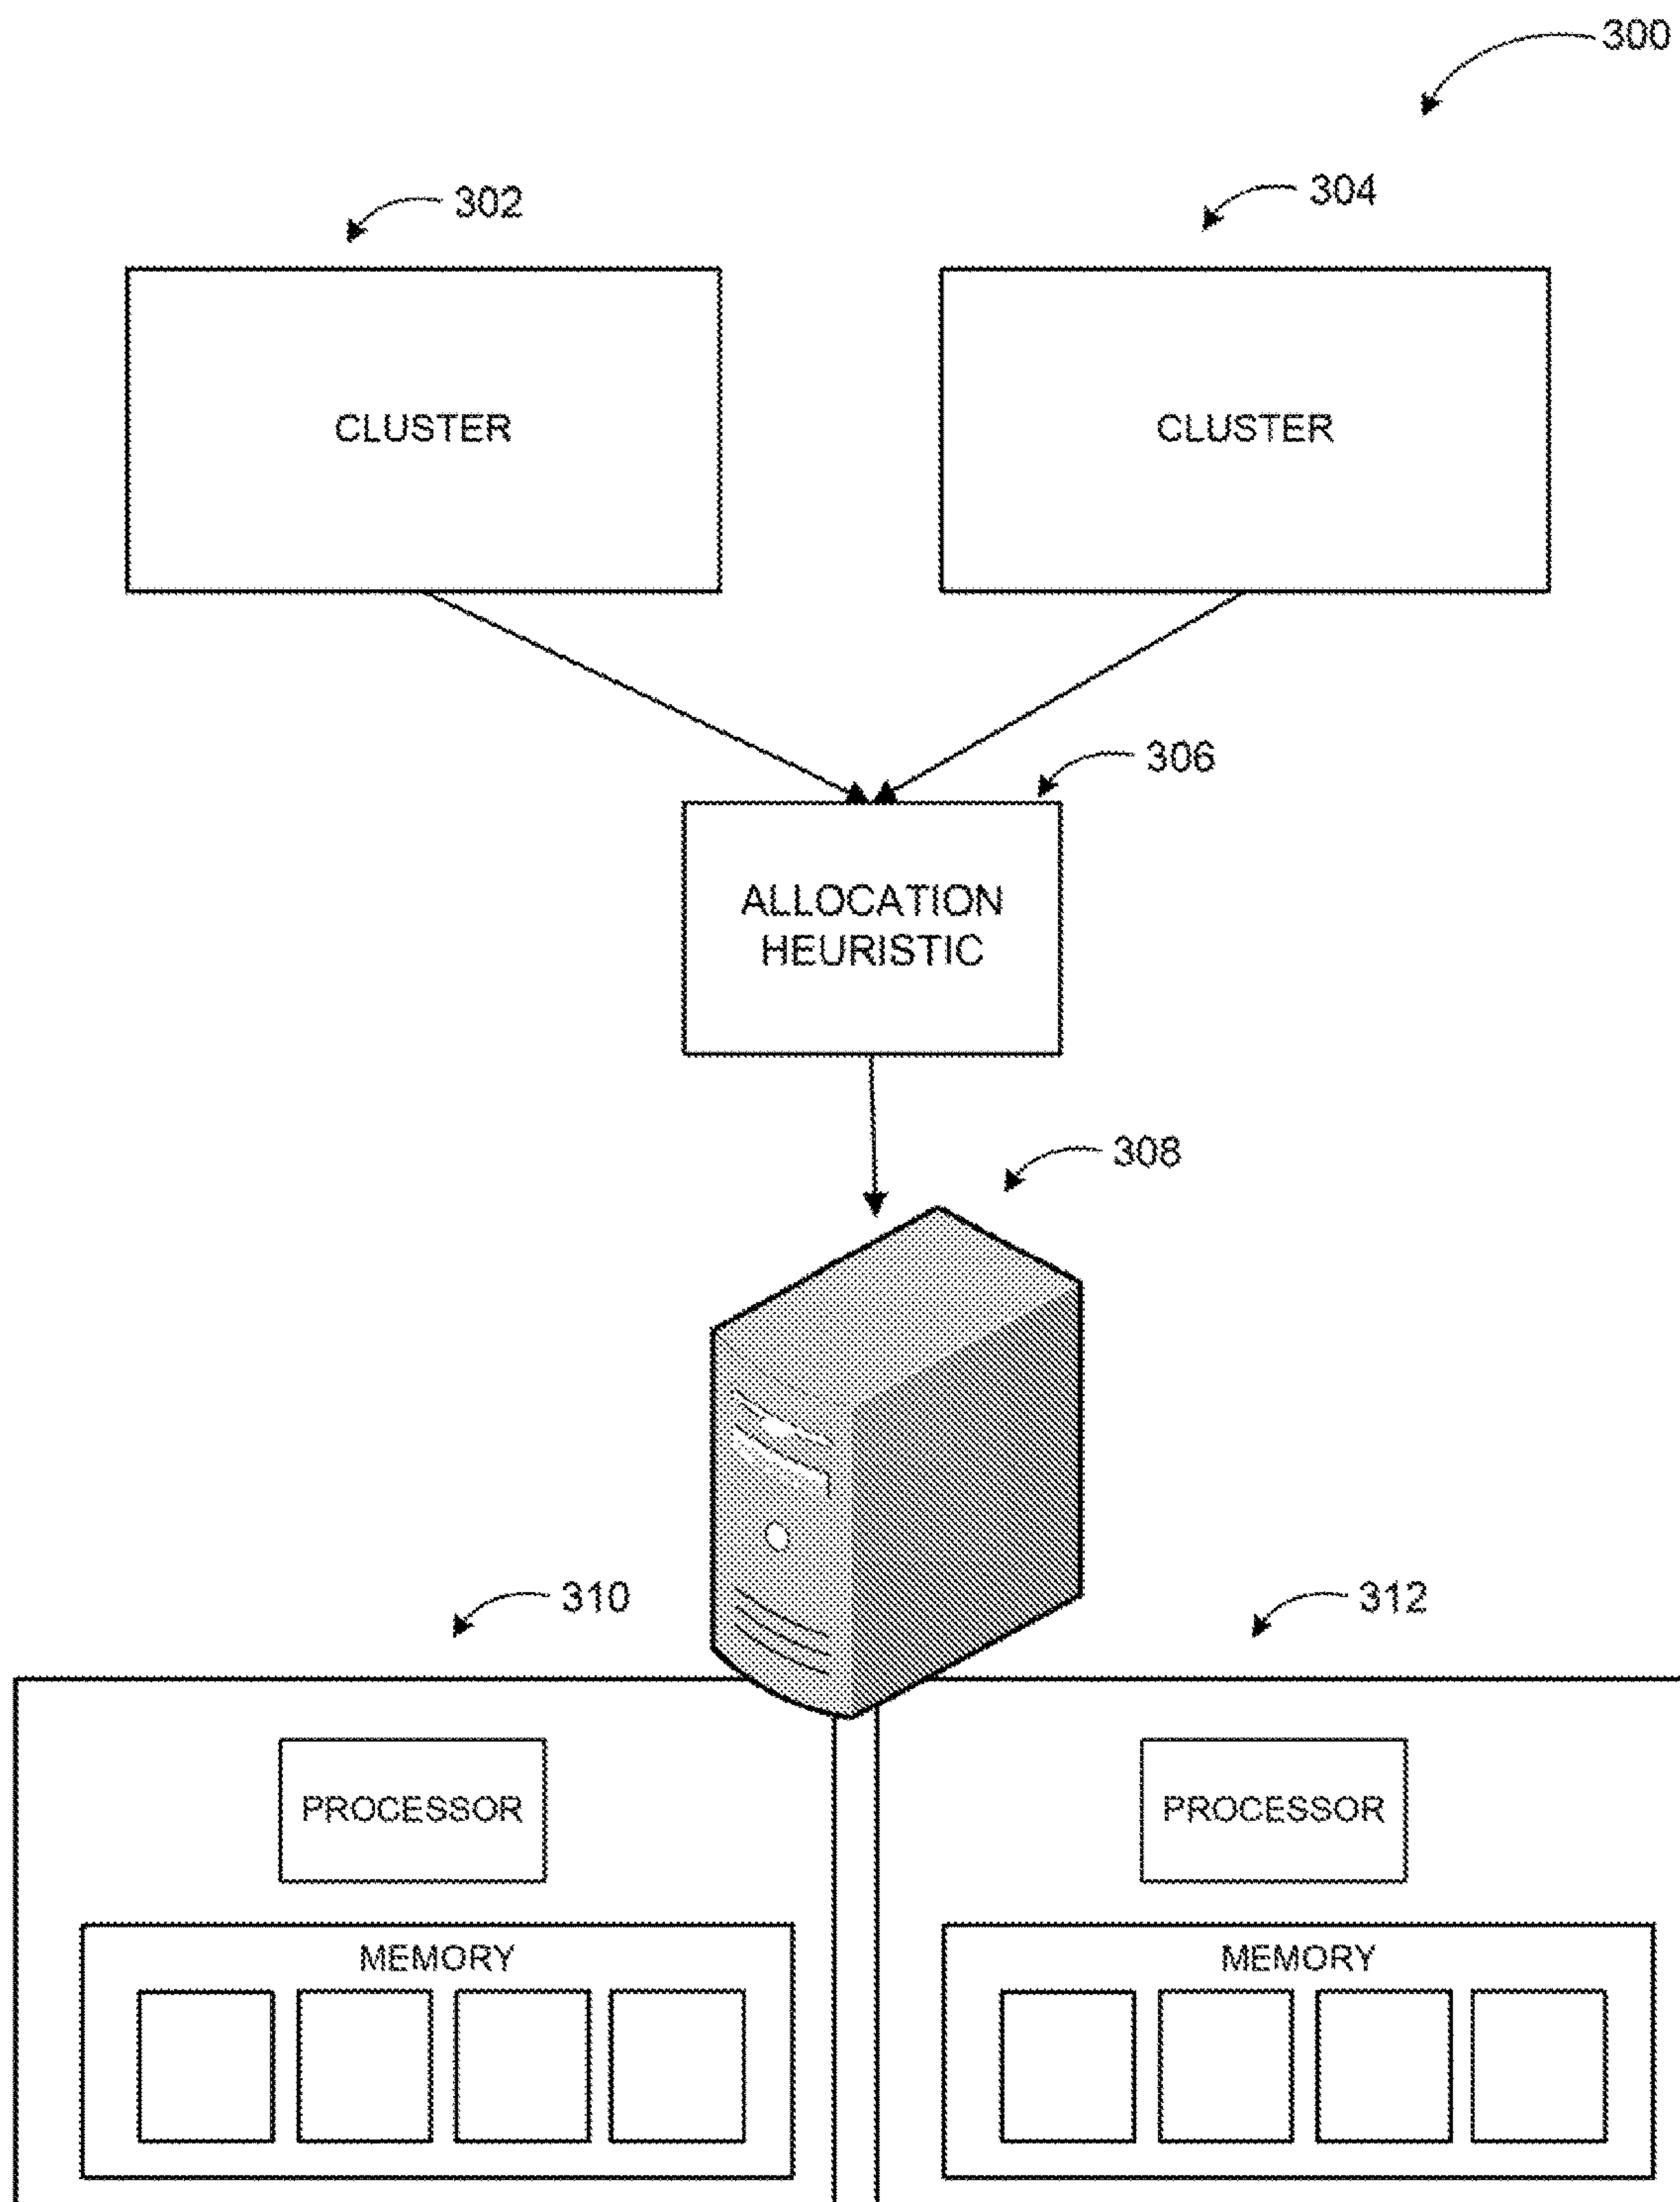 300
302
304
CLUSTER
CLUSTER
306
ALLOCATION
HEURISTIC
308
310
312
PROCESSOR
PROCESSOR
MEMORY
MEMORY